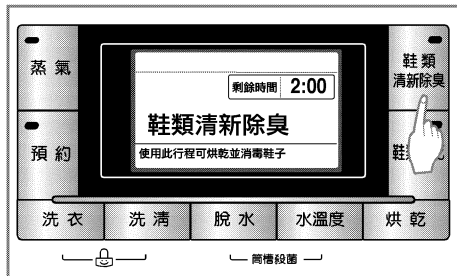 蒸氣
鞋類
清新除臭
剩餘時間 2:00
鞋類清新除臭
使用此行程可烘乾並消毒鞋子
預約
鞋
洗衣 洗清 脫水 水溫度 烘乾
筒槽殺菌